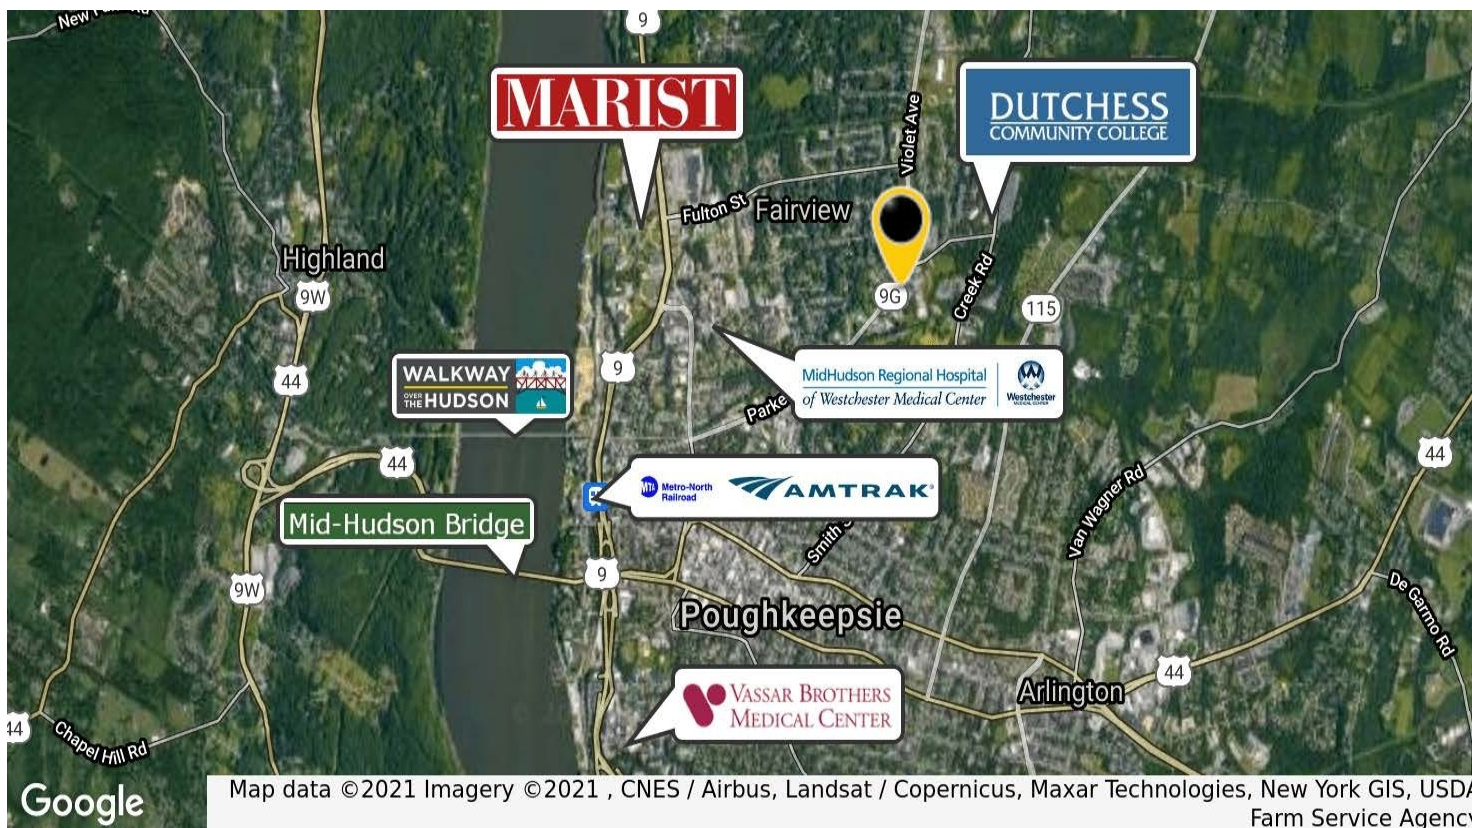 9
MARIST
DUTCHESS
COMMUNITY COLLEGE
Violet Ave
Fulton St
Fairview
Highland
9W
9G
Creek Rd
115
44
9
WALKWAY
OVER
THE HUDSON
MidHudson Regional Hospital
of Westchester Medical Center
Westchester
MEDICAL CENTER
Parke
44
44
MTA Metro-North
Railroad
AMTRAK
Mid-Hudson Bridge
Smith S
Van Wagner Rd
9
9W
De Garmo Rd
Poughkeepsie
44
Arlington
VASSAR BROTHERS
MEDICAL CENTER
44
Chapel Hill Rd
Google
Map data ©2021 Imagery ©2021 , CNES / Airbus, Landsat / Copernicus, Maxar Technologies, New York GIS, USDA
Farm Service Agency